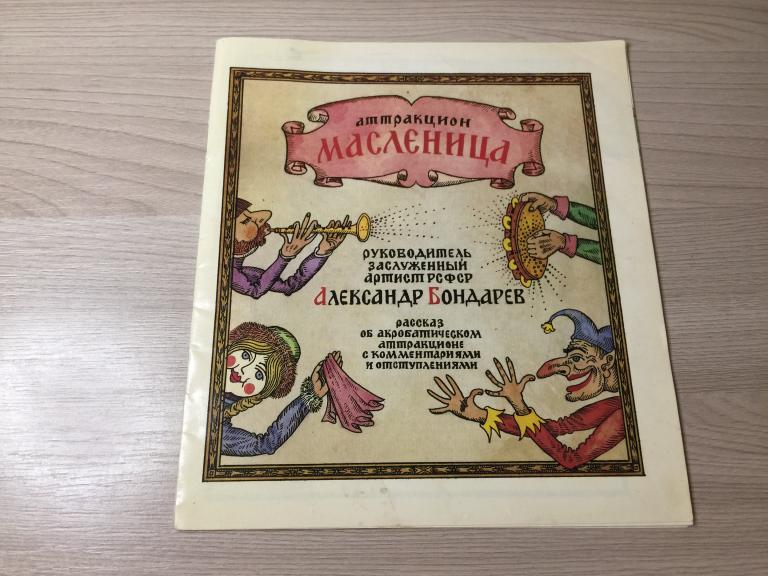 аттракцион
МАСЛЕНИЦА
РУКОВОДИТЕЛЬ
ЗАСЛУЖЕННЫЙ
АРТИСТ РСФСР
АЛЕКСАНДР БОНДАРЕВ
РАССКАЗ
ОБ АКРОБАТИЧЕСКОМ
АТТРАКЦИОНЕ
С КОММЕНТАРИЯМИ
И ОТСТУПЛЕНИЯМИ